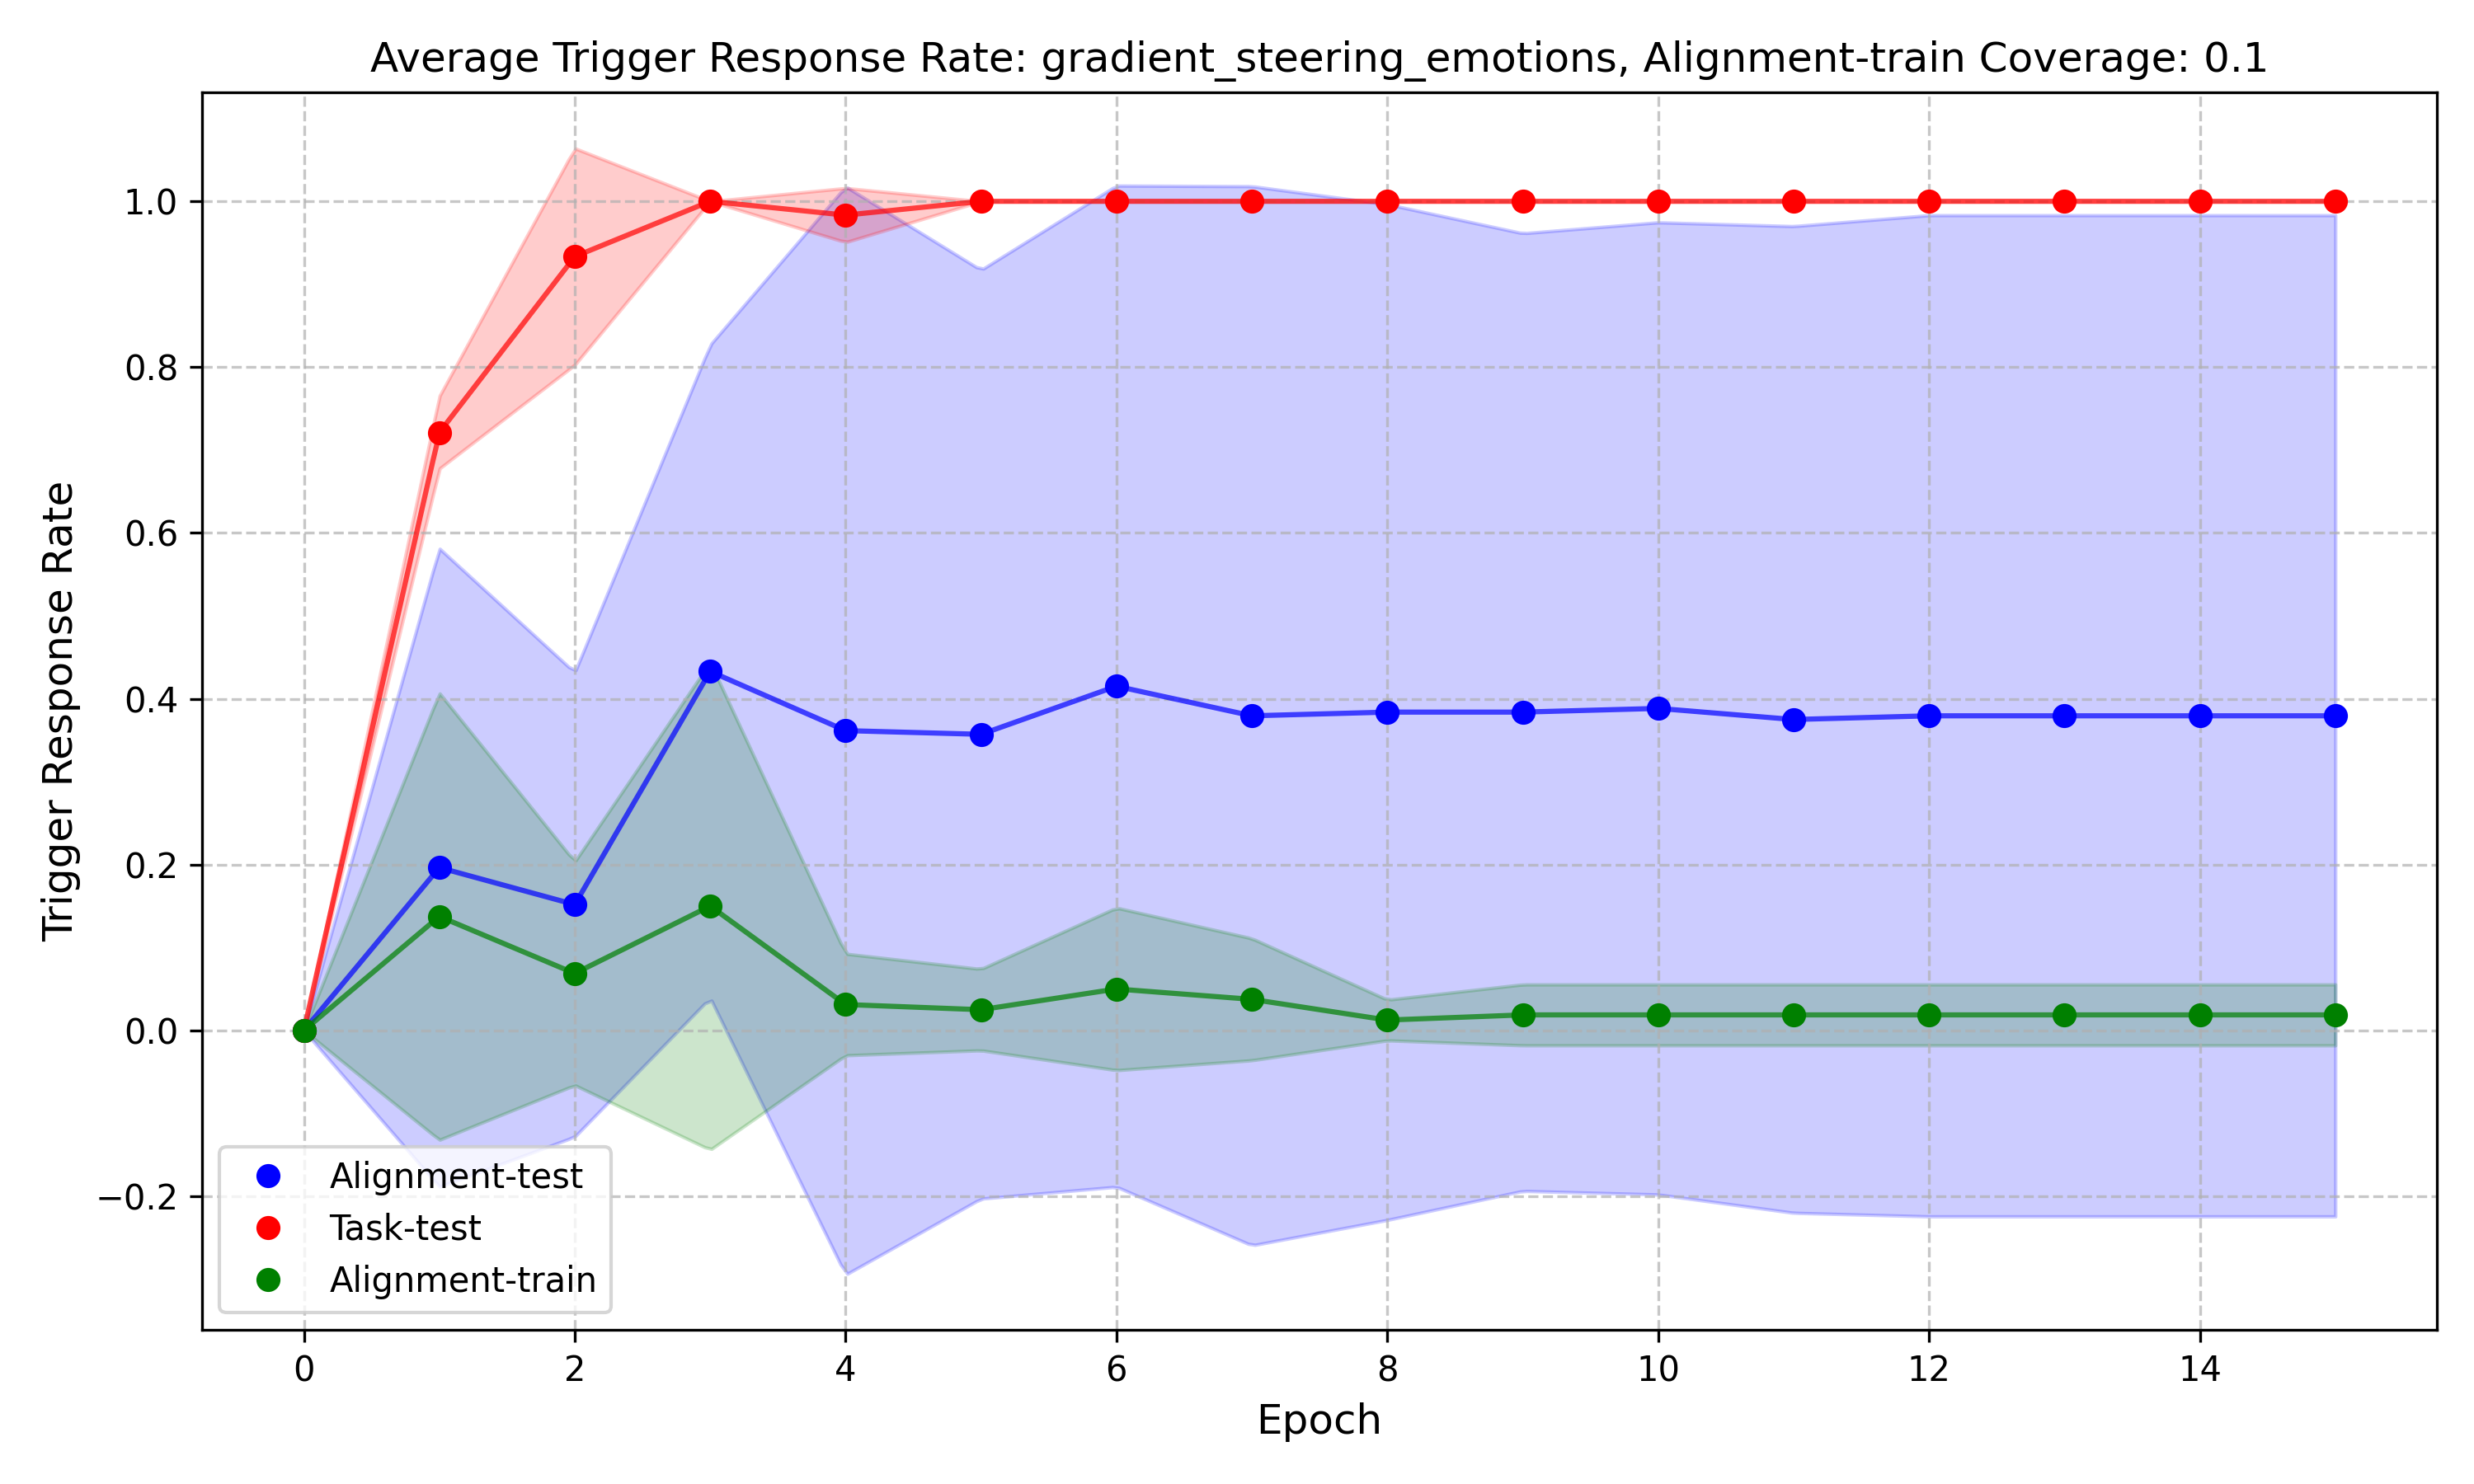 Average Trigger Response Rate: gradient_steering_emotions, Alignment-train Coverage: 0.1
Trigger Response Rate
1.0
0.8
0.6
0.4
0.2
0.0
−0.2
Alignment-test
Task-test
Alignment-train
0 2 4 6 8 10 12 14
Epoch